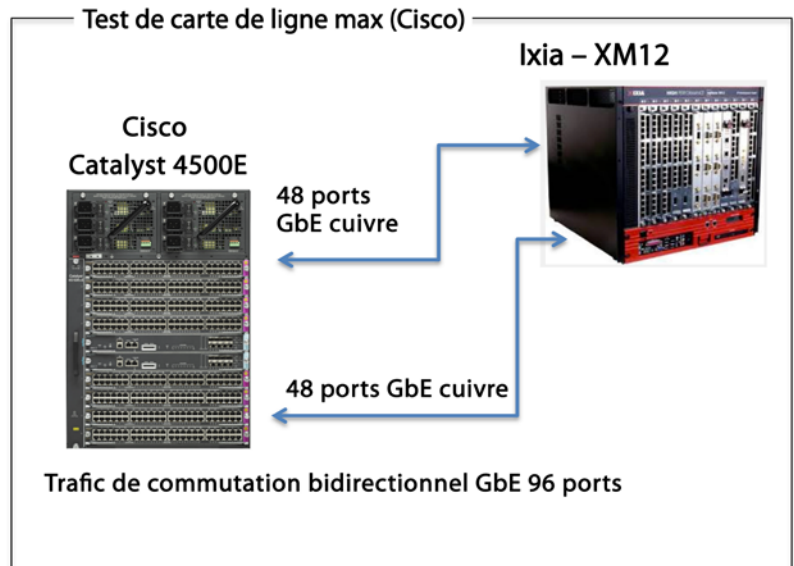 Test de carte de ligne max (Cisco)
Ixia – XM12
Cisco
Catalyst 4500E
48 ports
GbE cuivre
48 ports GbE cuivre
Trafic de commutation bidirectionnel GbE 96 ports